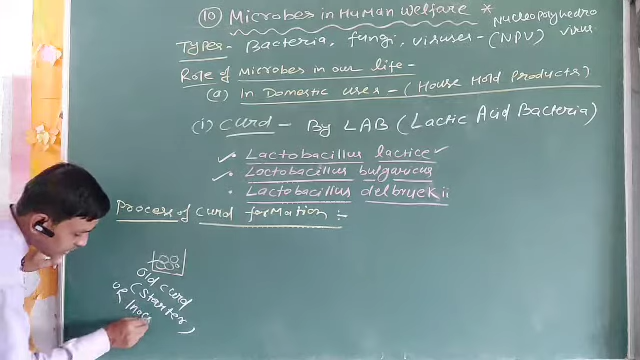 (10) Microbes in Human Welfare *
Nucleopolyhedro
virus
Types - Bacteria, fungi, viruses - (NPV)
Role of Microbes in our life -
(a) In Domestic uses - (House Hold Products)
(i) Curd - By LAB (Lactic Acid Bacteria)
✓ Lactobacillus lactice ✓
✓ Lactobacillus bulgaricus
• Lactobacillus delbruekii
Process of curd formation :-
Old curd
or (Starter)
(Inoc